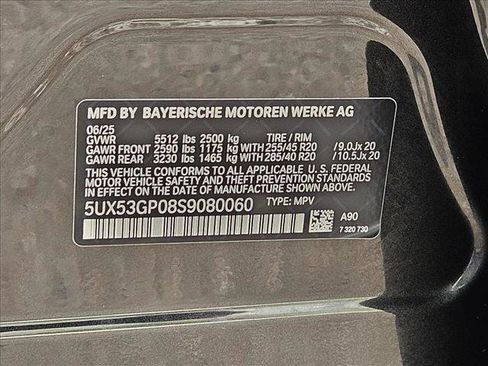 MFD BY BAYERISCHE MOTOREN WERKE AG
06/25
GVWR 5512 lbs 2500 kg TIRE / RIM
GAWR FRONT 2590 lbs 1175 kg WITH 255/45 R20 /9.0Jx 20
GAWR REAR 3230 lbs 1465 kg WITH 285/40 R20 /10.5Jx 20
THIS VEHICLE CONFORMS TO ALL APPLICABLE U. S. FEDERAL
MOTOR VEHICLE SAFETY AND THEFT PREVENTION STANDARDS
IN EFFECT ON THE DATE OF MANUFACTURE SHOWN ABOVE.
5UX53GP08S9080060 TYPE: MPV
A90
7 320 730